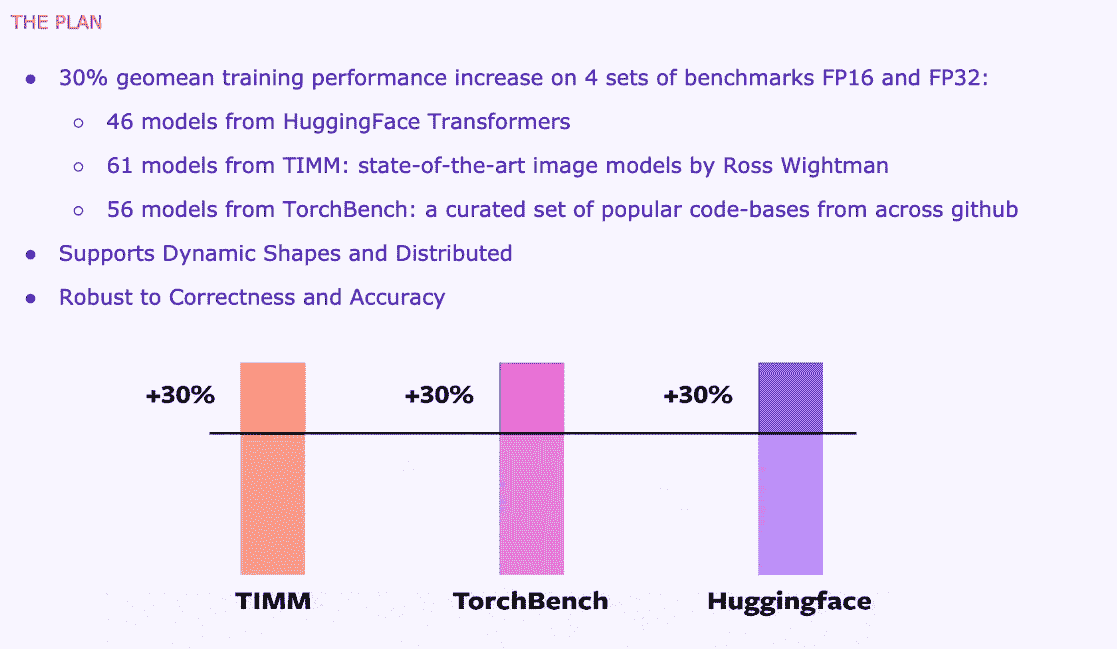 THE PLAN
● 30% geomean training performance increase on 4 sets of benchmarks FP16 and FP32:
○ 46 models from HuggingFace Transformers
○ 61 models from TIMM: state-of-the-art image models by Ross Wightman
○ 56 models from TorchBench: a curated set of popular code-bases from across github
● Supports Dynamic Shapes and Distributed
● Robust to Correctness and Accuracy
+30% +30% +30%
TIMM TorchBench Huggingface